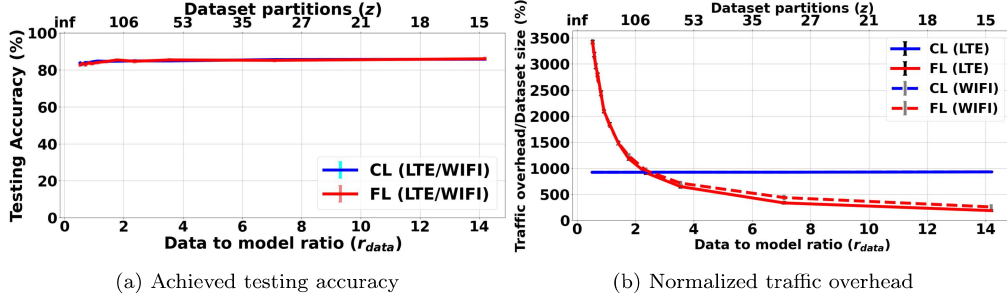 Dataset partitions (z)
inf 106 53 35 27 21 18 15
100
80
60
40
20
0
Testing Accuracy (%)
CL (LTE/WIFI)
FL (LTE/WIFI)
0 2 4 6 8 10 12 14
Data to model ratio (r_data)
(a) Achieved testing accuracy
Dataset partitions (z)
inf 106 53 35 27 21 18 15
3500
3000
2500
2000
1500
1000
500
0
Traffic overhead/Dataset size (%)
CL (LTE)
FL (LTE)
CL (WIFI)
FL (WIFI)
0 2 4 6 8 10 12 14
Data to model ratio (r_data)
(b) Normalized traffic overhead